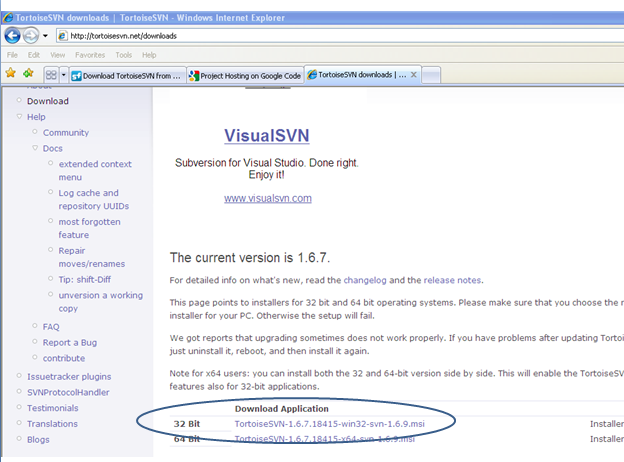 TortoiseSVN downloads | TortoiseSVN - Windows Internet Explorer
http://tortoisesvn.net/downloads
File Edit View Favorites Tools Help
Download TortoiseSVN from ... Project Hosting on Google Code TortoiseSVN downloads | ...
Download
Help
Community
Docs
extended context
menu
Log cache and
repository UUIDs
most forgotten
feature
Repair
moves/renames
Tip: shift-Diff
unversion a working
copy
FAQ
Report a Bug
contribute
Issuetracker plugins
SVNProtocolHandler
Testimonials
Translations
Blogs
VisualSVN
Subversion for Visual Studio. Done right.
Enjoy it!
www.visualsvn.com
The current version is 1.6.7.
For detailed info on what's new, read the changelog and the release notes.
This page points to installers for 32 bit and 64 bit operating systems. Please make sure that you choose the
installer for your PC. Otherwise the setup will fail.
We got reports that upgrading sometimes does not work properly. If you have problems after updating Tortoi
just uninstall it, reboot, and then install it again.
Note for x64 users: you can install both the 32 and 64-bit version side by side. This will enable the TortoiseSV
features also for 32-bit applications.
Download Application
32 Bit TortoiseSVN-1.6.7.18415-win32-svn-1.6.9.msi Installer
64 Bit TortoiseSVN-1.6.7.18415-x64-svn-1.6.9.msi Installer